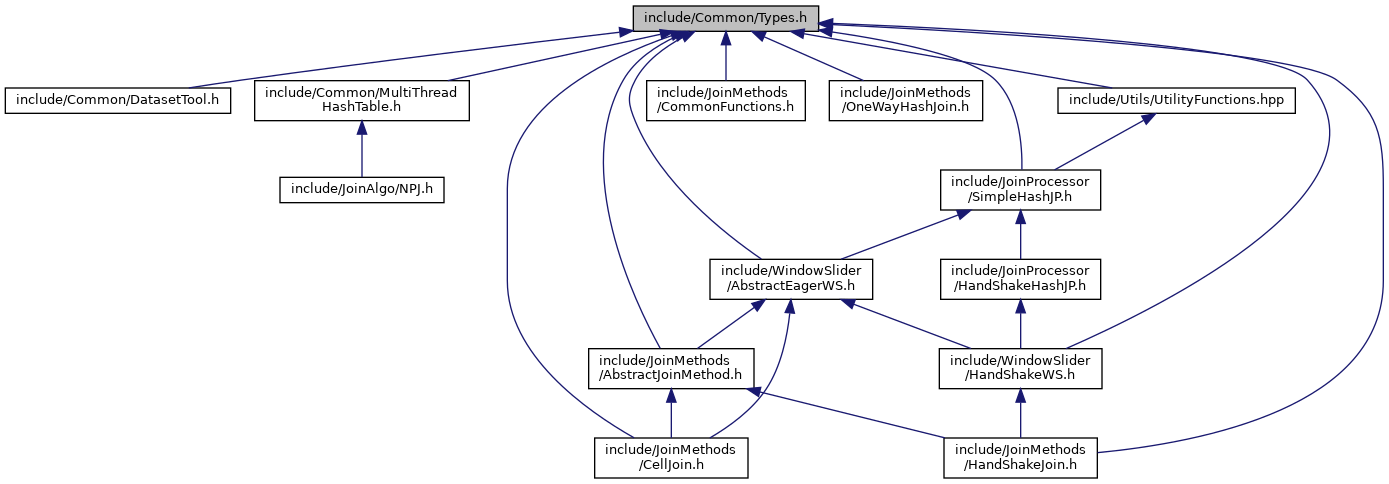 include/Common/Types.h
include/Common/DatasetTool.h
include/Common/MultiThread
HashTable.h
include/JoinMethods
/CommonFunctions.h
include/JoinMethods
/OneWayHashJoin.h
include/Utils/UtilityFunctions.hpp
include/JoinAlgo/NPJ.h
include/JoinProcessor
/SimpleHashJP.h
include/WindowSlider
/AbstractEagerWS.h
include/JoinProcessor
/HandShakeHashJP.h
include/JoinMethods
/AbstractJoinMethod.h
include/WindowSlider
/HandShakeWS.h
include/JoinMethods
/CellJoin.h
include/JoinMethods
/HandShakeJoin.h